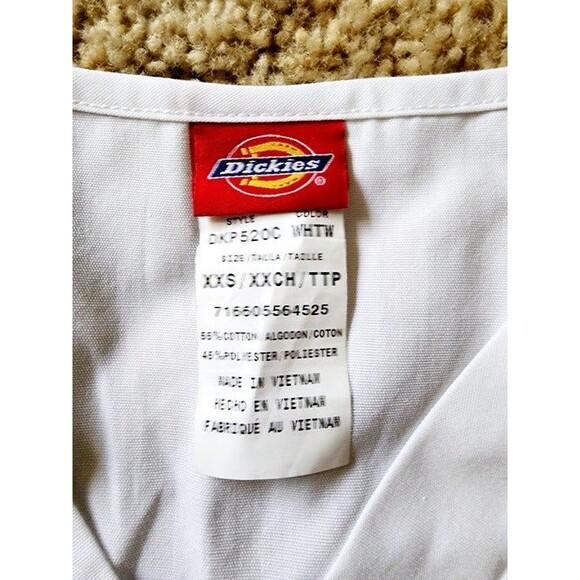 Dickies
®
STYLE COLOR
DKP520C WHTW
SIZE/TALLA/TAILLE
XXS/XXCH/TTP
716605564525
55%COTTON/ALGODON/COTON
45%POLYESTER/POLIESTER
MADE IN VIETNAM
HECHO EN VIETNAM
FABRIQUÉ AU VIETNAM